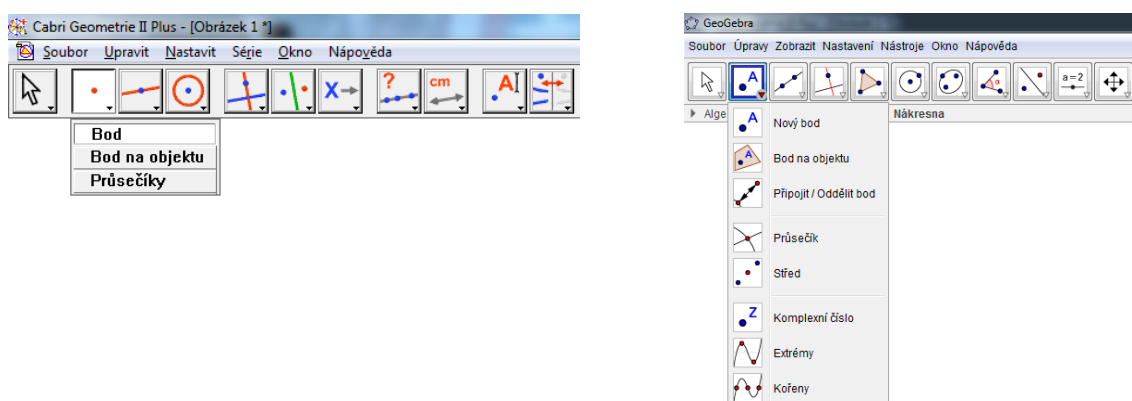 Cabri Geometrie II Plus - [Obrázek 1 *]
Soubor Upravit Nastavit Série Okno Nápověda
? cm A
X
Bod
Bod na objektu
Průsečíky
GeoGebra
Soubor Úpravy Zobrazit Nastavení Nástroje Okno Nápověda
A α a=2
Alge Nákresna
A Nový bod
A Bod na objektu
Připojit / Oddělit bod
Průsečík
Střed
Z Komplexní číslo
Extrémy
Kořeny